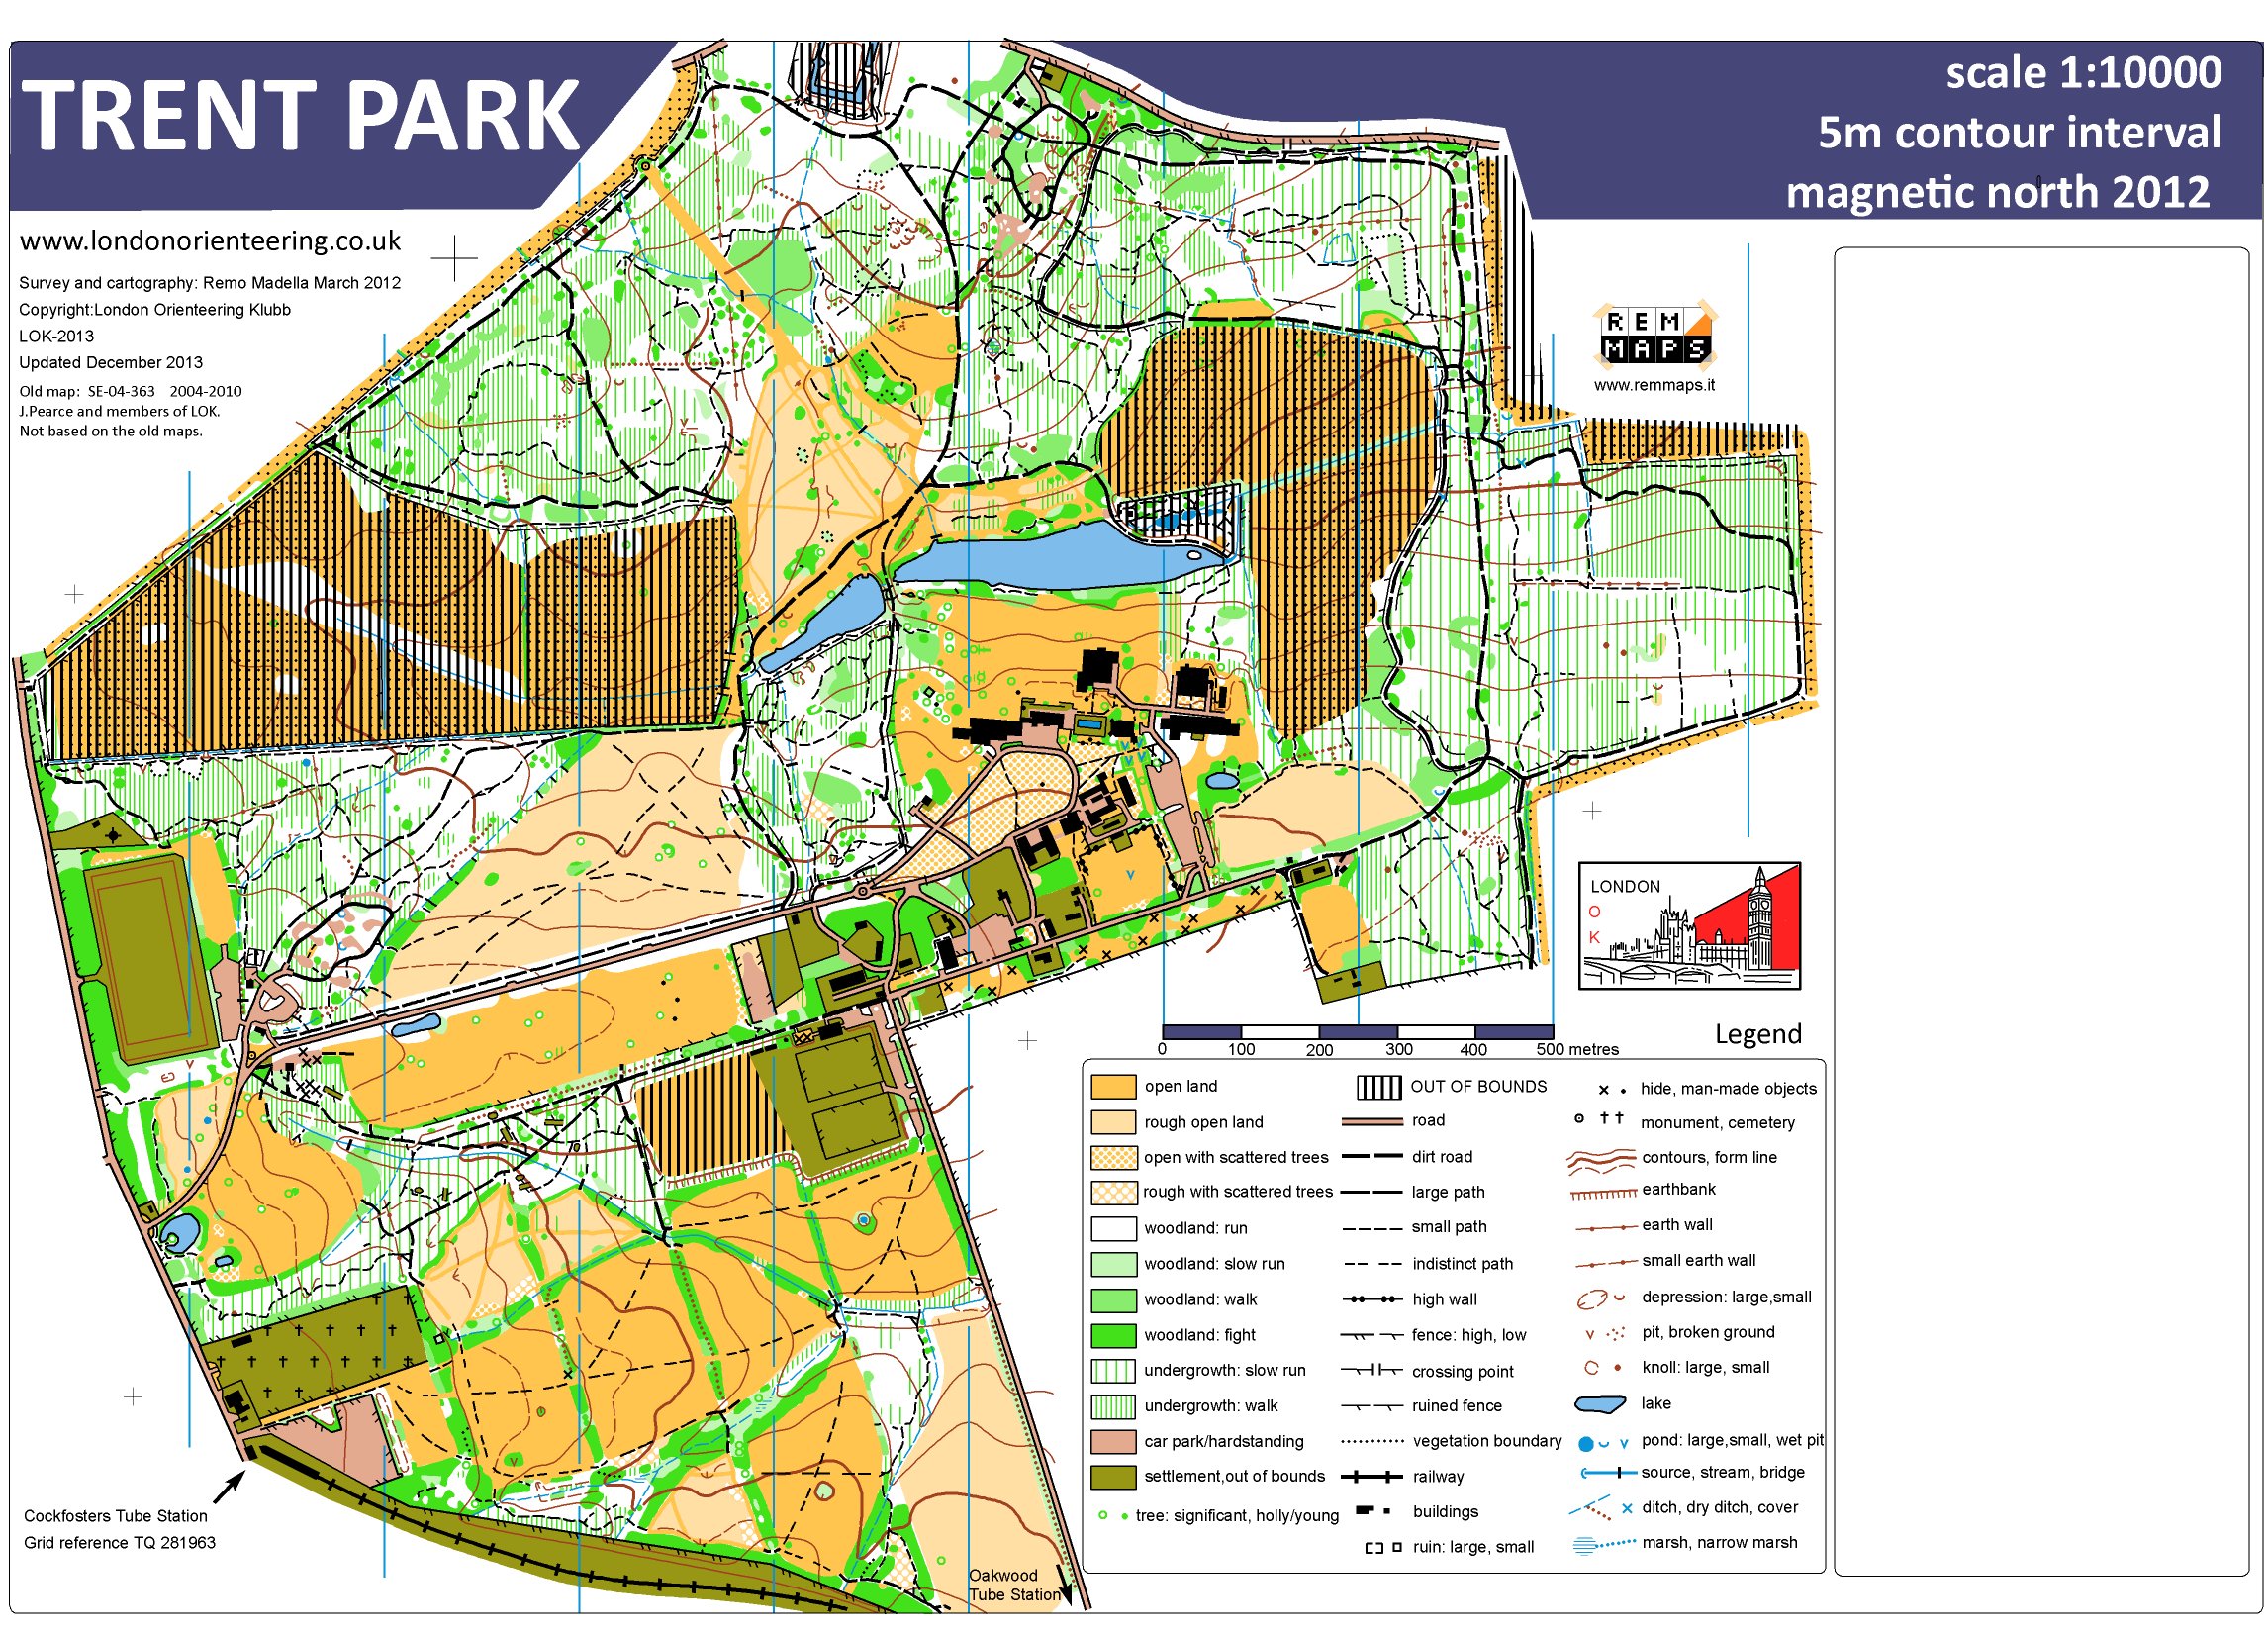 TRENT PARK
scale 1:10000
5m contour interval
magnetic north 2012
www.londonorienteering.co.uk
Survey and cartography: Remo Madella March 2012
Copyright:London Orienteering Klubb
LOK-2013
Updated December 2013
Old map: SE-04-363 2004-2010
J.Pearce and members of LOK.
Not based on the old maps.
REM
MAPS
www.remmaps.it
LONDON
O
K
Legend
0 100 200 300 400 500 metres
open land
rough open land
open with scattered trees
rough with scattered trees
woodland: run
woodland: slow run
woodland: walk
woodland: fight
undergrowth: slow run
undergrowth: walk
car park/hardstanding
settlement,out of bounds
tree: significant, holly/young
OUT OF BOUNDS
road
dirt road
large path
small path
indistinct path
high wall
fence: high, low
crossing point
ruined fence
vegetation boundary
railway
buildings
ruin: large, small
hide, man-made objects
monument, cemetery
contours, form line
earthbank
earth wall
small earth wall
depression: large,small
pit, broken ground
knoll: large, small
lake
pond: large,small, wet pit
source, stream, bridge
ditch, dry ditch, cover
marsh, narrow marsh
Cockfosters Tube Station
Grid reference TQ 281963
Oakwood
Tube Station